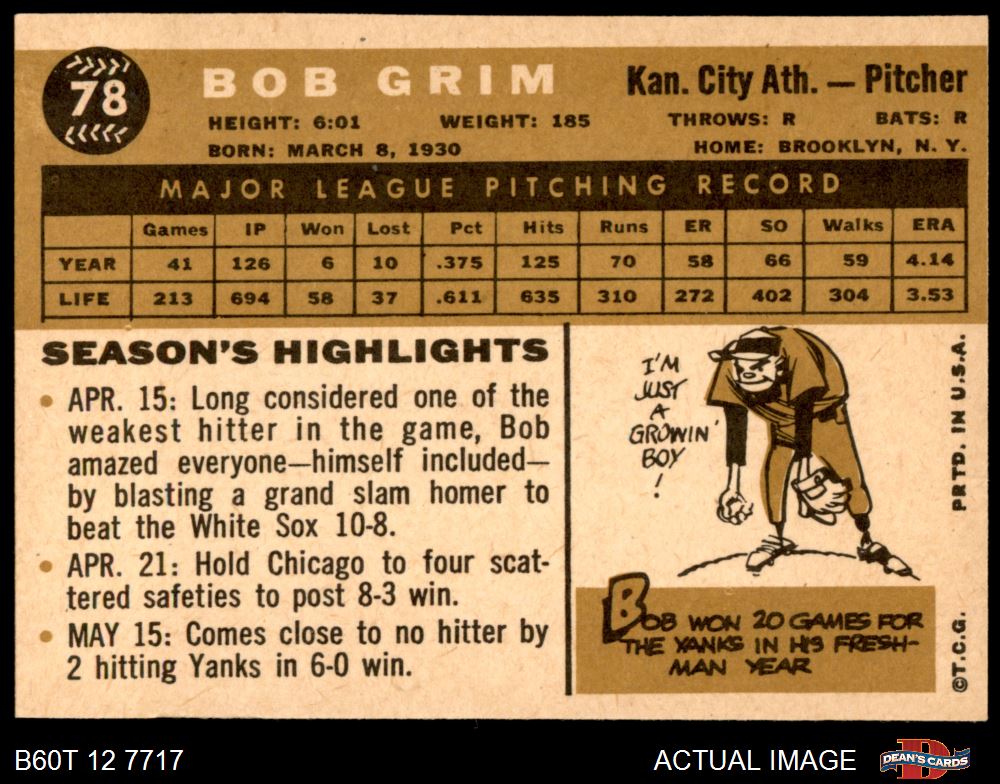 78
BOB GRIM
Kan. City Ath. — Pitcher
HEIGHT: 6:01 WEIGHT: 185 THROWS: R BATS: R
BORN: MARCH 8, 1930 HOME: BROOKLYN, N. Y.
MAJOR LEAGUE PITCHING RECORD
Games IP Won Lost Pct Hits Runs ER SO Walks ERA
YEAR 41 126 6 10 .375 125 70 58 66 59 4.14
LIFE 213 694 58 37 .611 635 310 272 402 304 3.53
SEASON'S HIGHLIGHTS
• APR. 15: Long considered one of the
weakest hitter in the game, Bob
amazed everyone—himself included—
by blasting a grand slam homer to
beat the White Sox 10-8.
• APR. 21: Hold Chicago to four scat-
tered safeties to post 8-3 win.
• MAY 15: Comes close to no hitter by
2 hitting Yanks in 6-0 win.
I'M
JUST
A
GROWIN'
BOY
!
BOB WON 20 GAMES FOR
THE YANKS IN HIS FRESH-
MAN YEAR
©T.C.G. PRTD. IN U.S.A.
B60T 12 7717
ACTUAL IMAGE
DEAN'S CARDS